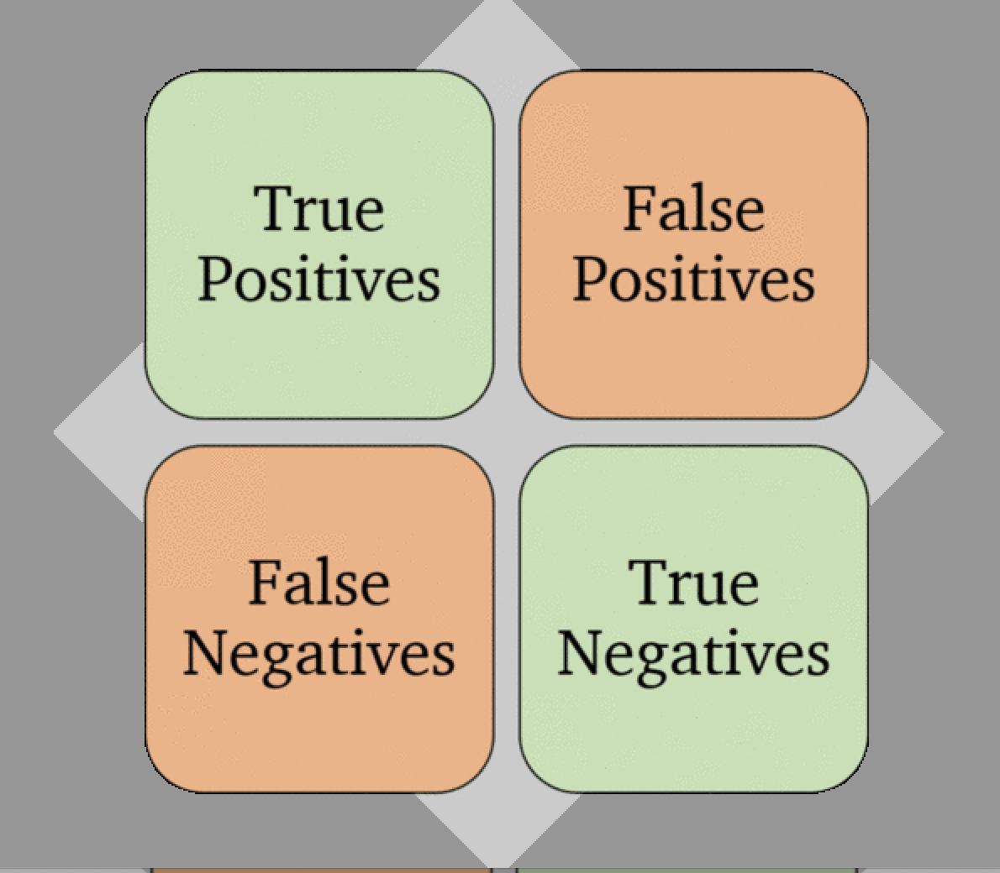 True
Positives
False
Positives
False
Negatives
True
Negatives